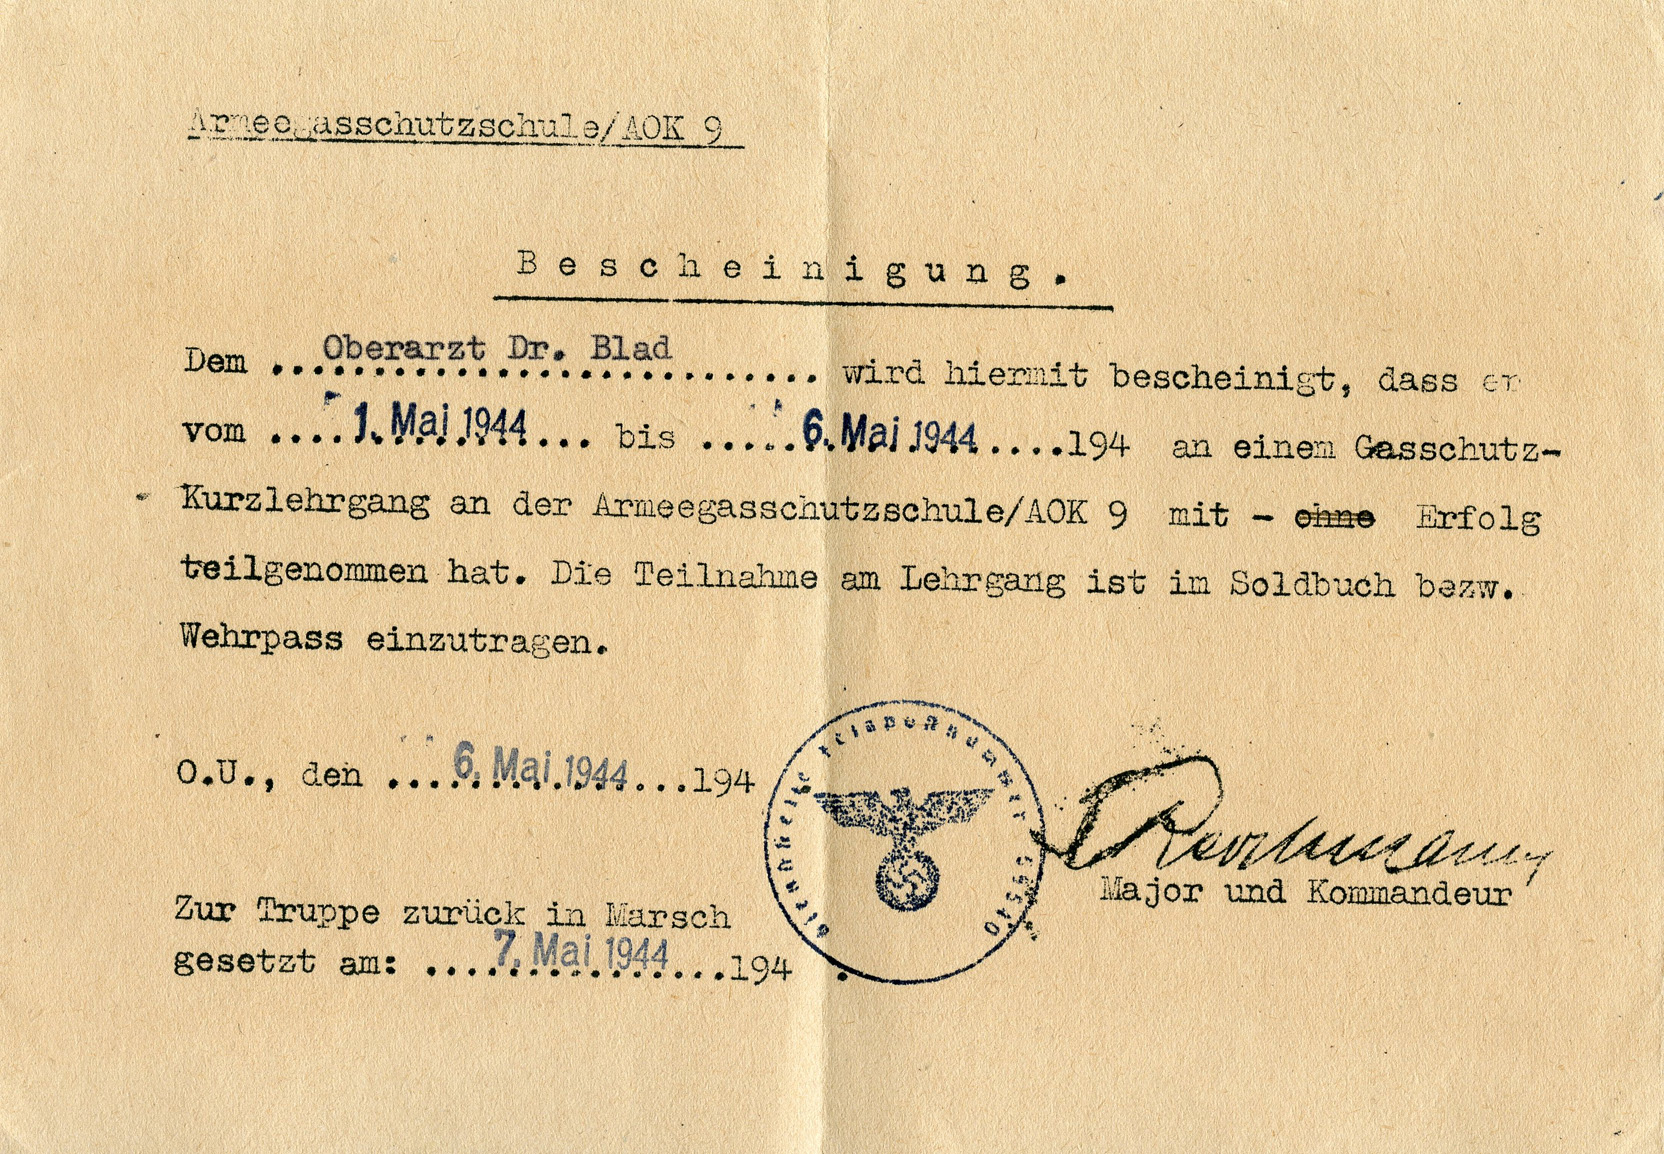 Armeegasschutzschule/AOK 9
Bescheinigung.
Dem ...Oberarzt Dr. Blad... wird hiermit bescheinigt, dass er
vom ....1. Mai 1944... bis .....6. Mai 1944....194 an einem Gasschutz-
Kurzlehrgang an der Armeegasschutzschule/AOK 9 mit - ohne Erfolg
teilgenommen hat. Die Teilnahme am Lehrgang ist im Soldbuch bezw.
Wehrpass einzutragen.
O.U., den ...6. Mai 1944...194
Major und Kommandeur
Zur Truppe zurück in Marsch
gesetzt am: ....7. Mai 1944...194
Dienststelle Feldpostnummer